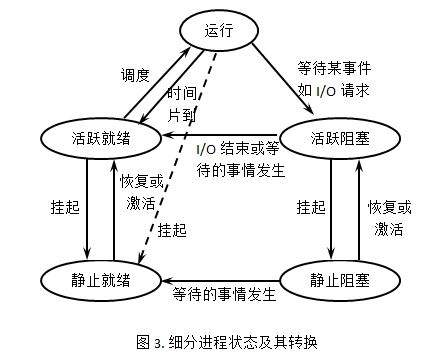 运行
调度
时间
片到
等待某事件
如 I/O 请求
活跃就绪
活跃阻塞
I/O 结束或等
待的事情发生
挂起
恢复或
激活
挂起
挂起
恢复或
激活
静止就绪
静止阻塞
等待的事情发生
图 3. 细分进程状态及其转换